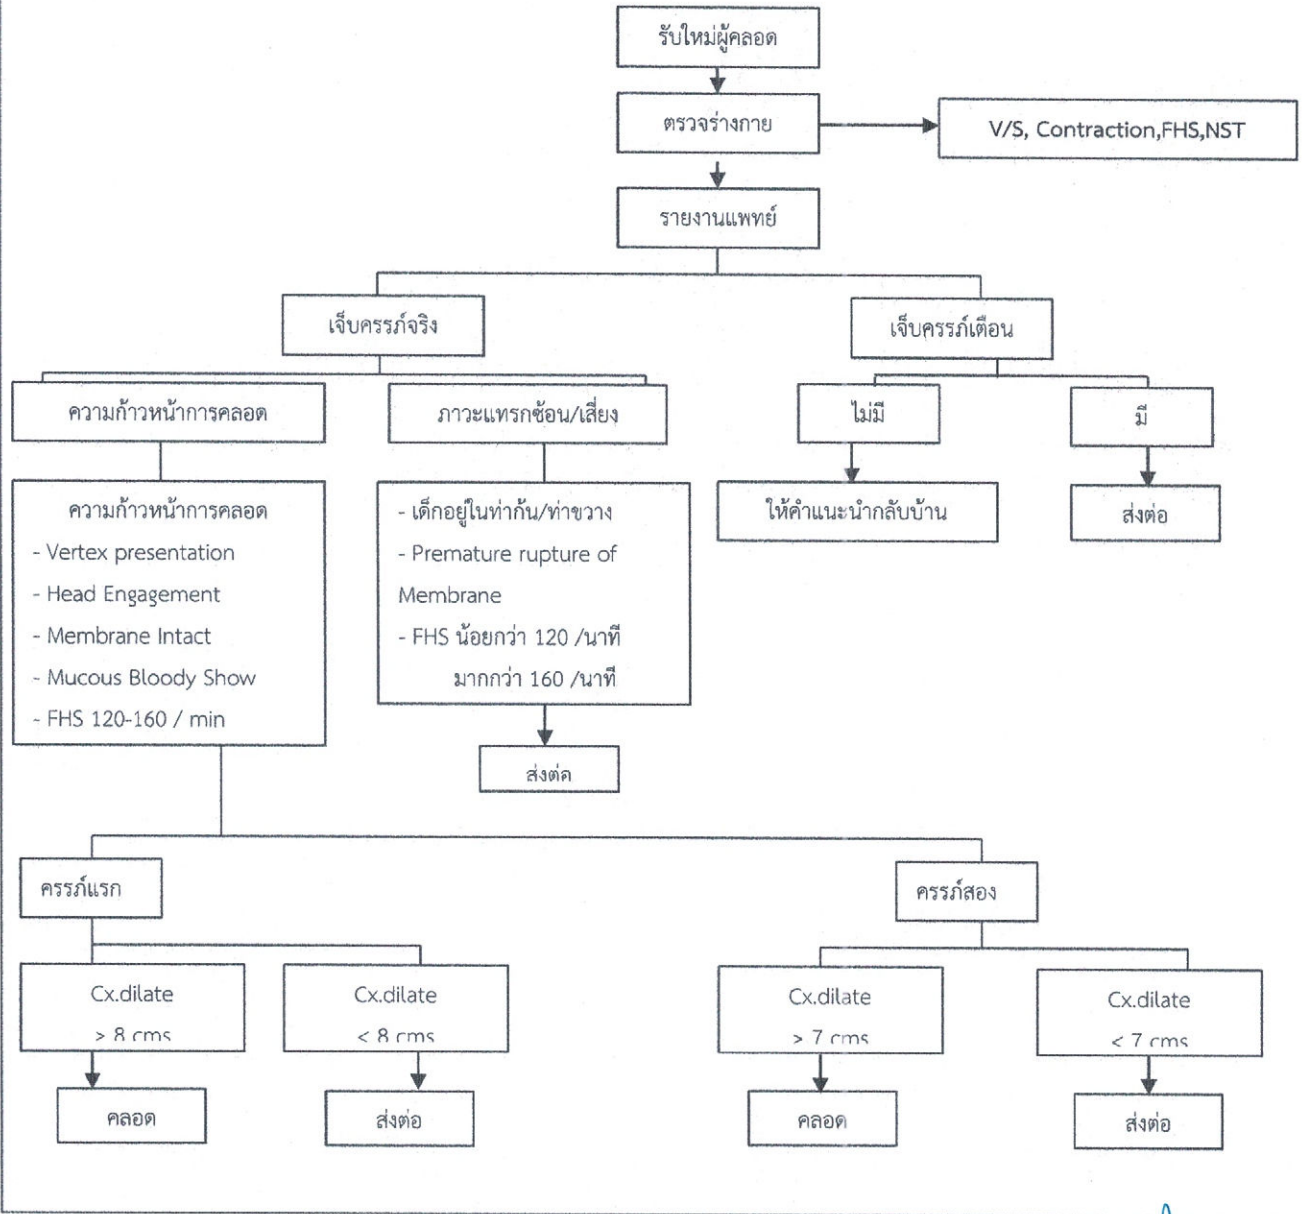 รับใหม่ผู้คลอด
ตรวจร่างกาย
V/S, Contraction,FHS,NST
รายงานแพทย์
เจ็บครรภ์จริง
เจ็บครรภ์เตือน
ความก้าวหน้าการคลอด
ภาวะแทรกซ้อน/เสี่ยง
ไม่มี
มี
ความก้าวหน้าการคลอด
- Vertex presentation
- Head Engagement
- Membrane Intact
- Mucous Bloody Show
- FHS 120-160 / min
- เด็กอยู่ในท่าก้น/ท่าขวาง
- Premature rupture of
Membrane
- FHS น้อยกว่า 120 /นาที
มากกว่า 160 /นาที
ให้คำแนะนำกลับบ้าน
ส่งต่อ
ส่งต่อ
ครรภ์แรก
ครรภ์สอง
Cx.dilate
> 8 cms
Cx.dilate
< 8 cms
Cx.dilate
> 7 cms
Cx.dilate
< 7 cms
คลอด
ส่งต่อ
คลอด
ส่งต่อ